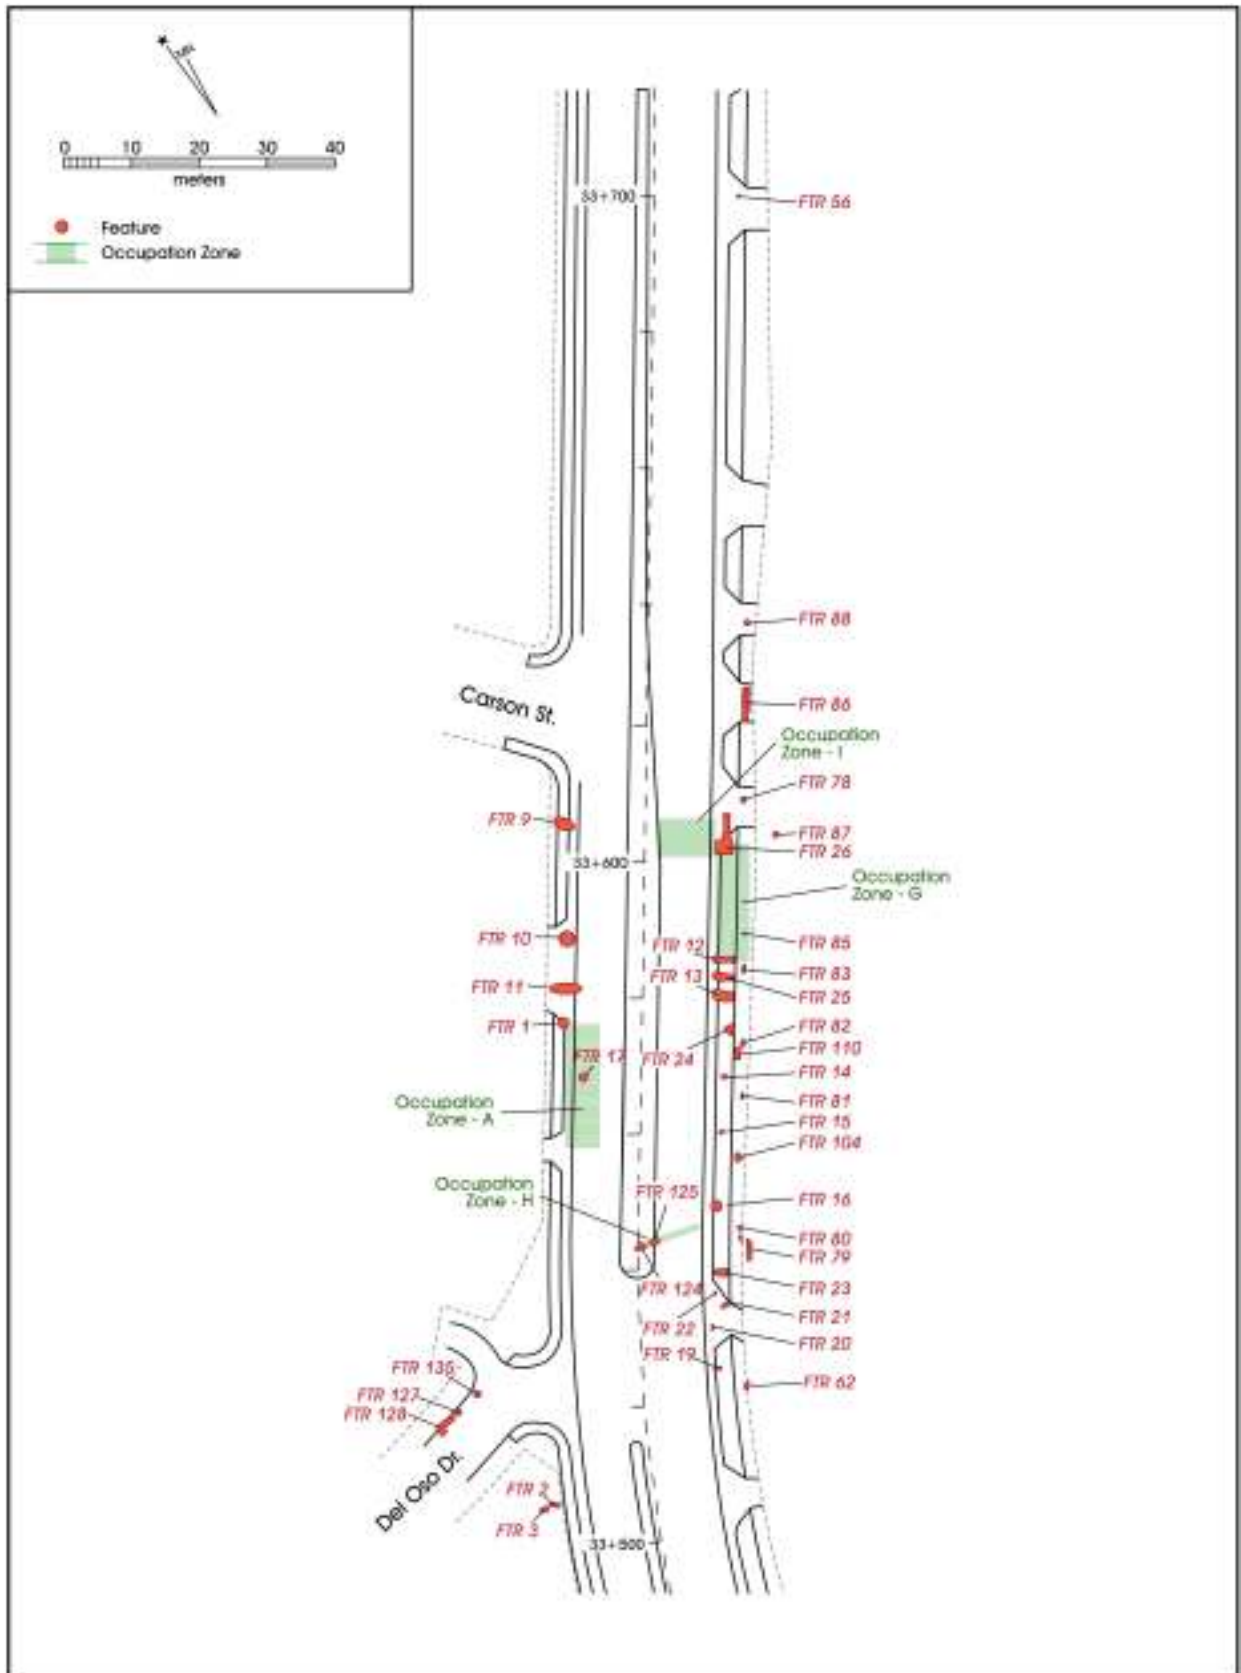 MN
0 10 20 30 40
meters
Feature
Occupation Zone
33+700
FTR 56
FTR 88
Carson St.
FTR 86
Occupation
Zone - I
FTR 78
FTR 9
FTR 87
FTR 26
33+600
Occupation
Zone - G
FTR 10
FTR 12
FTR 85
FTR 11
FTR 13
FTR 83
FTR 25
FTR 1
FTR 82
FTR 17
FTR 24
FTR 110
FTR 14
Occupation
Zone - A
FTR 81
FTR 15
FTR 104
Occupation
Zone - H
FTR 125
FTR 16
FTR 80
FTR 79
FTR 124
FTR 23
FTR 21
FTR 22
FTR 20
FTR 19
FTR 135
FTR 62
FTR 127
FTR 128
Del Oso Dr.
FTR 2
FTR 3
33+500